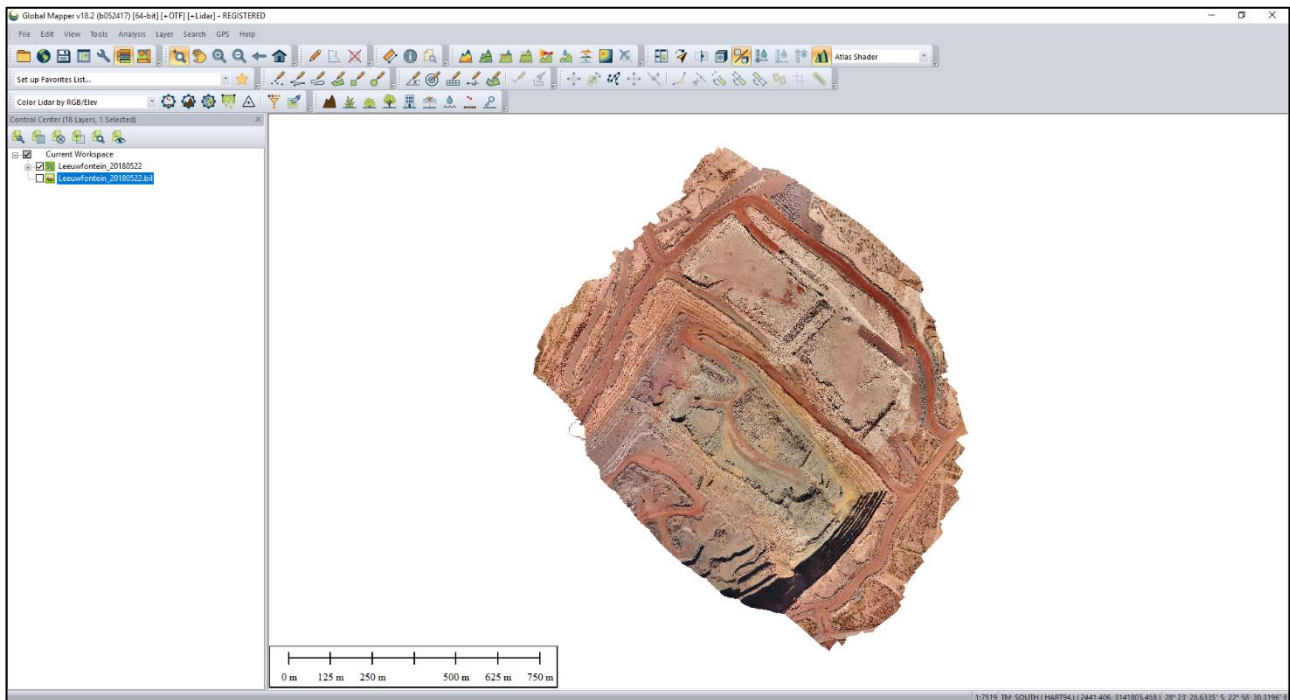 Global Mapper v18.2 (b052417) [64-bit] [+OTF] [+Lidar] - REGISTERED
File Edit View Tools Analysis Layer Search GPS Help
Atlas Shader
Set up Favorites List...
Color Lidar by RGB/Elev
Control Center (18 Layers, 1 Selected)
Current Workspace
Leeuwfontein_20180522
Leeuwfontein_20180522.bil
0 m 125 m 250 m 500 m 625 m 750 m
1:7519 TM_SOUTH ( HART94 ) ( 2441.406, 3141805.458 ) 28° 23' 28.6335" S, 22° 58' 30.3196" E